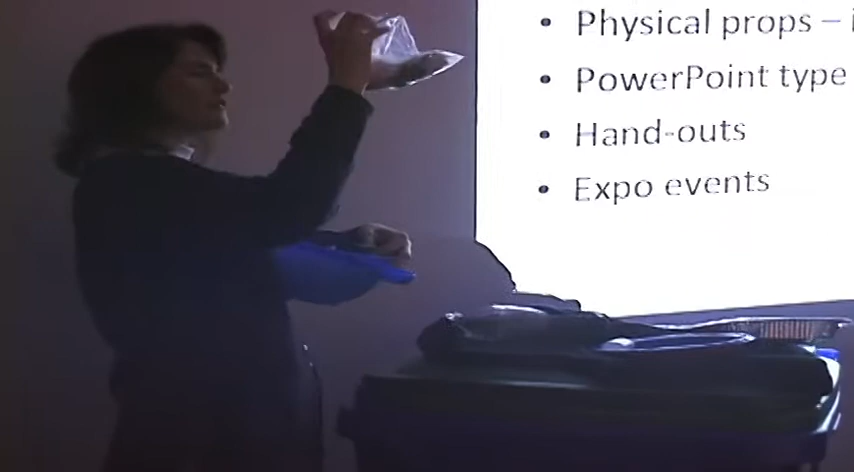 • Physical props –
• PowerPoint type
• Hand-outs
• Expo events